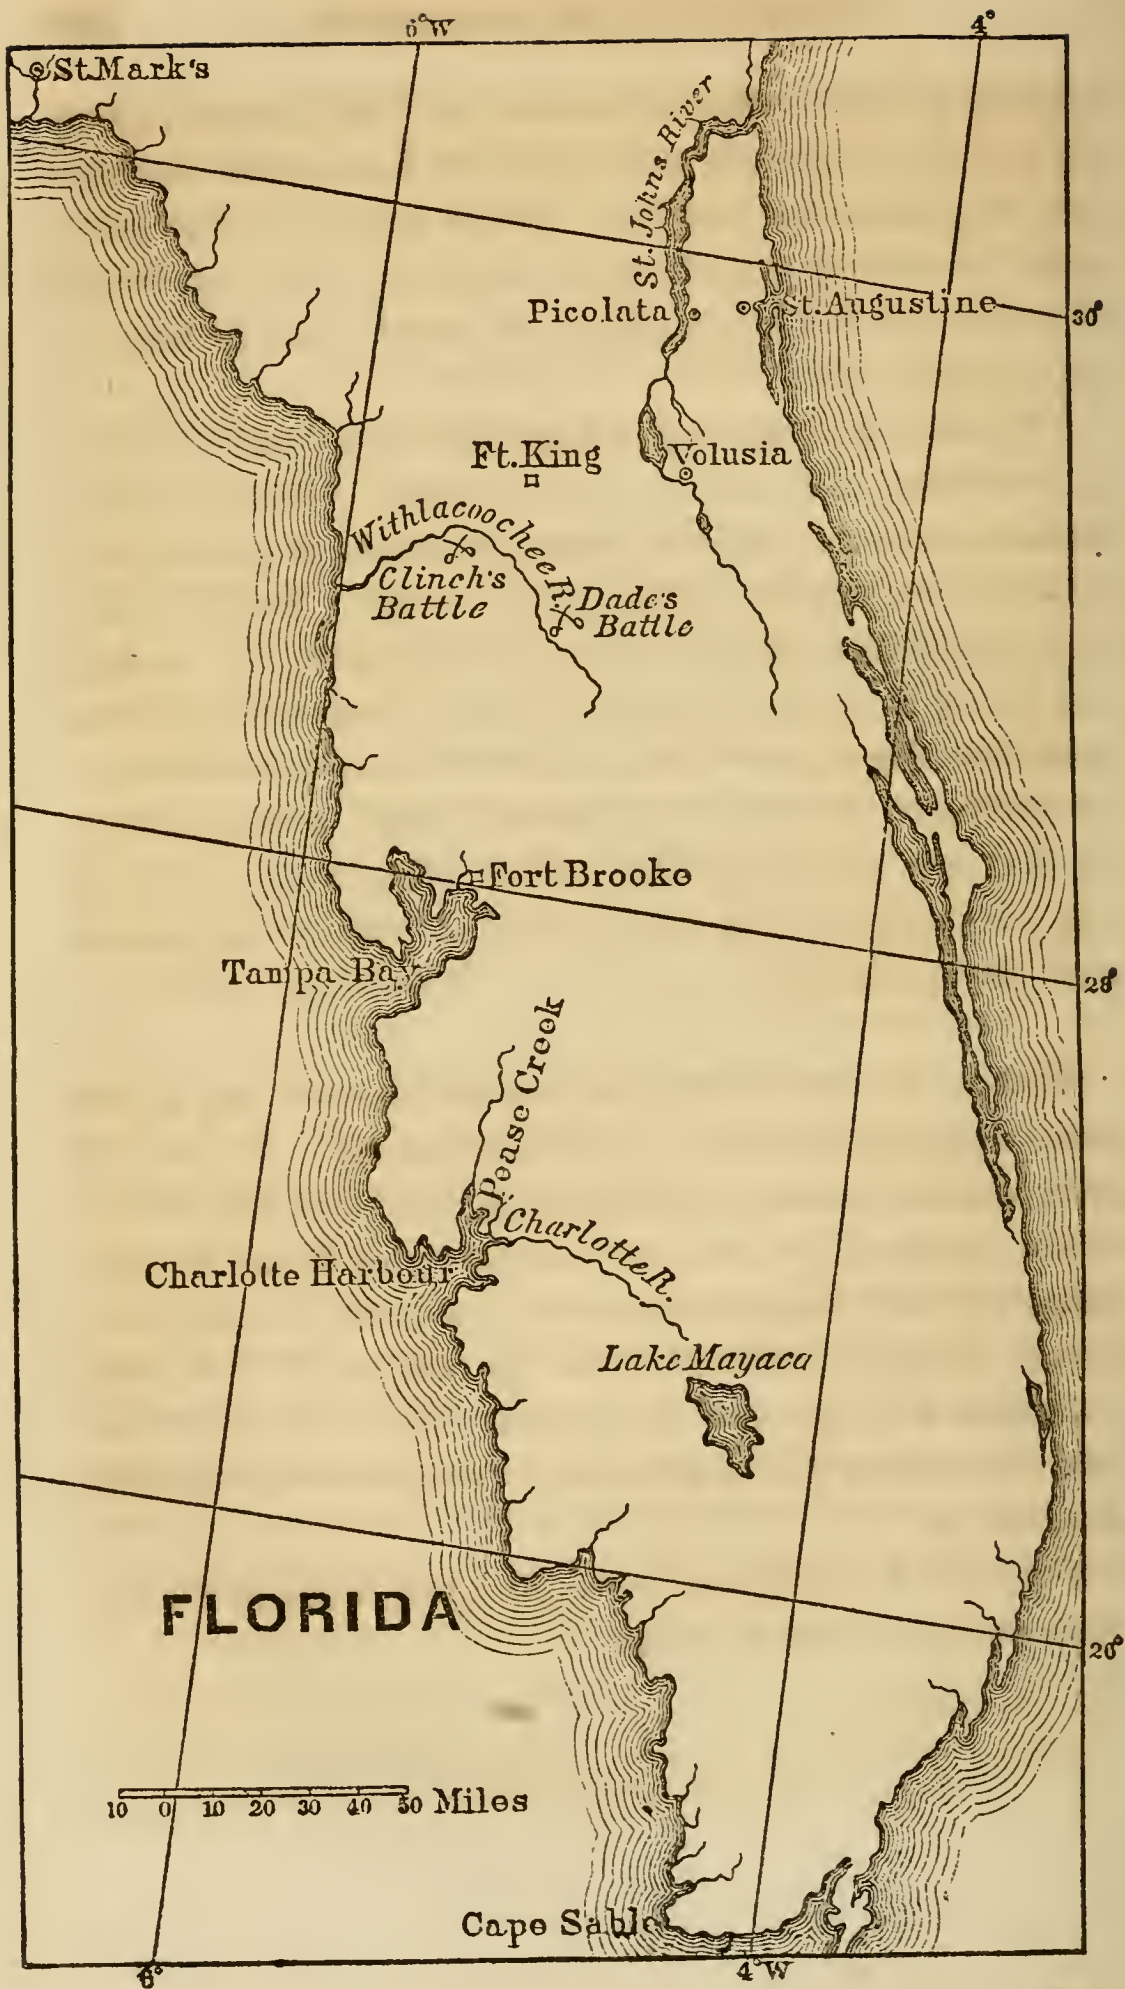 6°W
4°
St.Mark's
St. Johns River
Picolata
St.Augustine
30°
Ft.King
Volusia
Withlacoochee R.
Clinch's
Battle
Dade's
Battle
Fort Brooke
Tampa Bay
28°
Pease Creek
Charlotte R.
Charlotte Harbour
Lake Mayaca
FLORIDA
26°
10 0 10 20 30 40 50 Miles
Cape Sable
6°
4°W